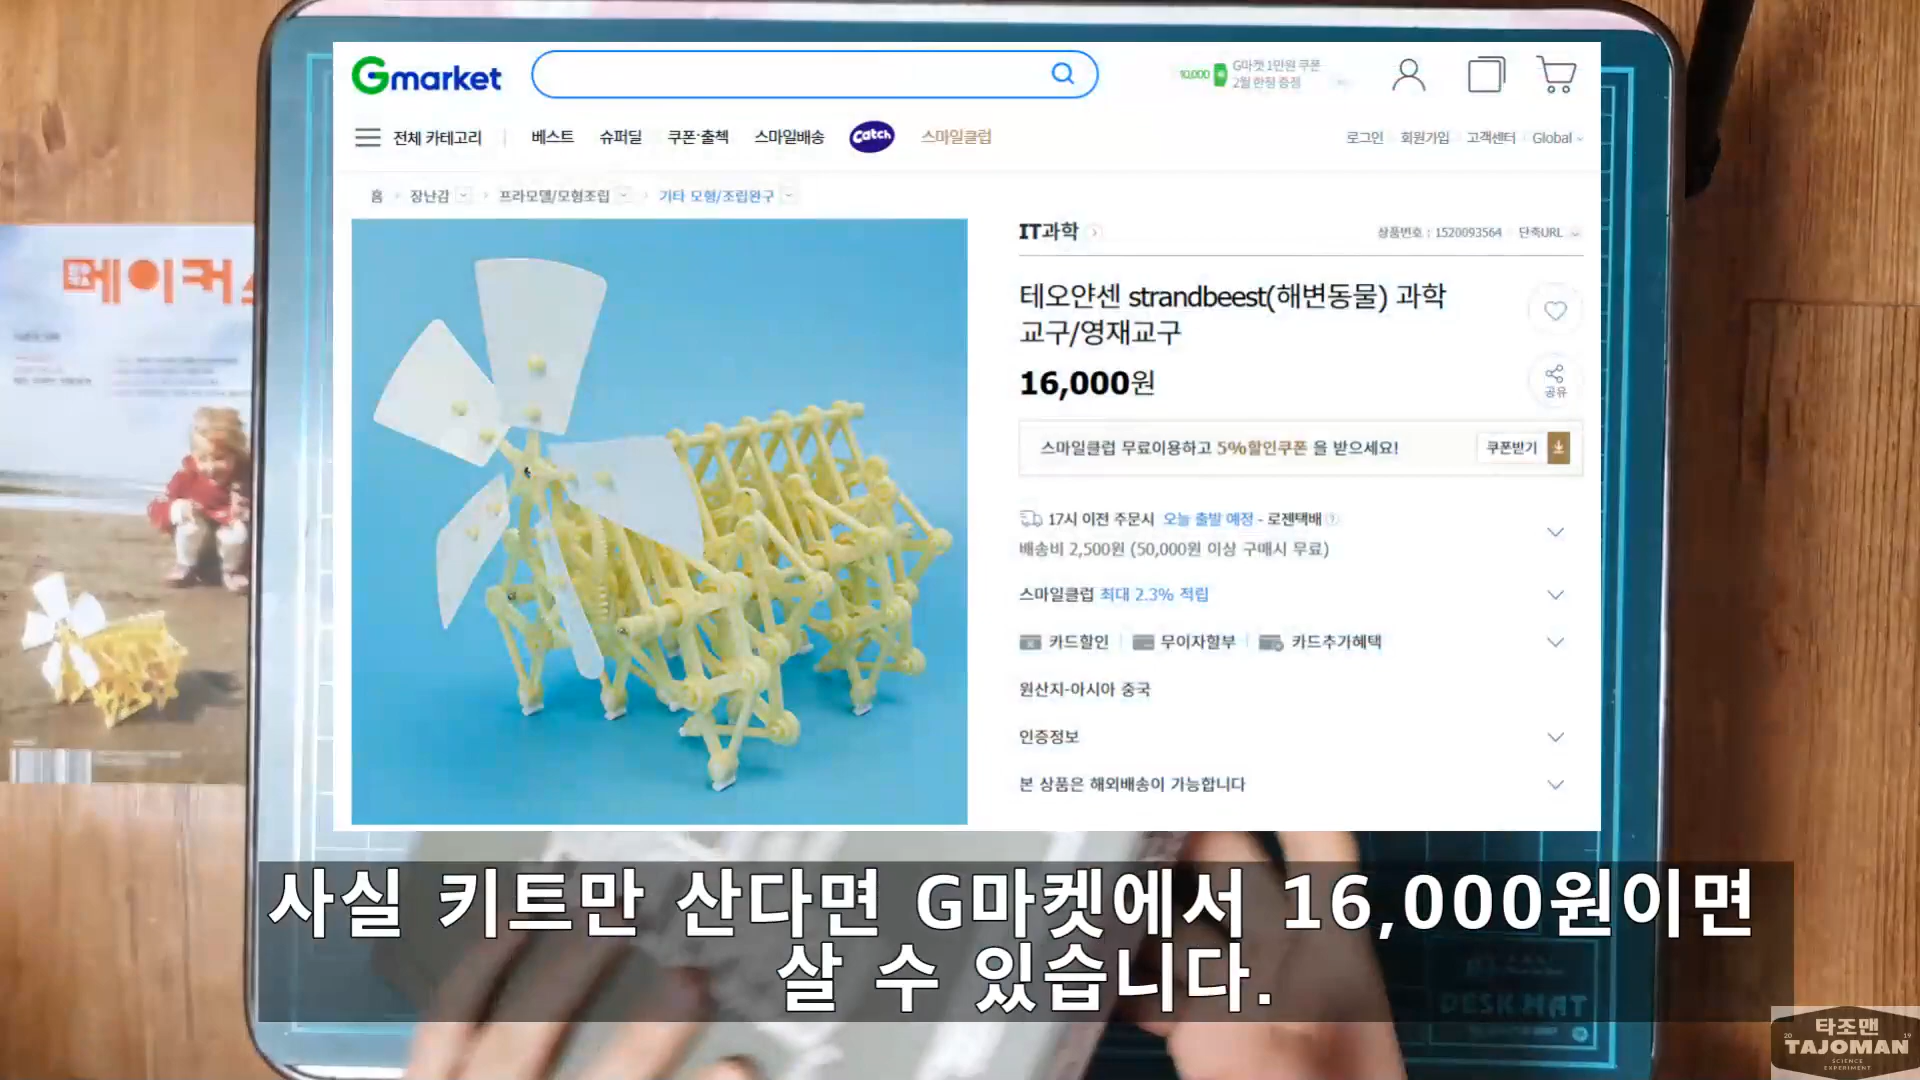 Gmarket
10,000
G마켓 1만원 쿠폰
2월 한정 증정
전체 카테고리
베스트
슈퍼딜
쿠폰·출첵
스마일배송
Catch
스마일클럽
로그인
회원가입
고객센터
Global
홈
장난감
프라모델/모형조립
기타 모형/조립완구
IT과학
상품번호 : 1520093564
단축URL
테오얀센 strandbeest(해변동물) 과학
교구/영재교구
16,000원
공유
스마일클럽 무료이용하고 5%할인쿠폰 을 받으세요!
쿠폰받기
17시 이전 주문시 오늘 출발 예정 - 로젠택배
배송비 2,500원 (50,000원 이상 구매시 무료)
스마일클럽 최대 2.3% 적립
카드할인
무이자할부
카드추가혜택
원산지-아시아 중국
인증정보
본 상품은 해외배송이 가능합니다
메이커스
사실 키트만 산다면 G마켓에서 16,000원이면
살 수 있습니다.
DESK MAT
타조맨
20 19
TAJOMAN
SCIENCE
EXPERIMENT